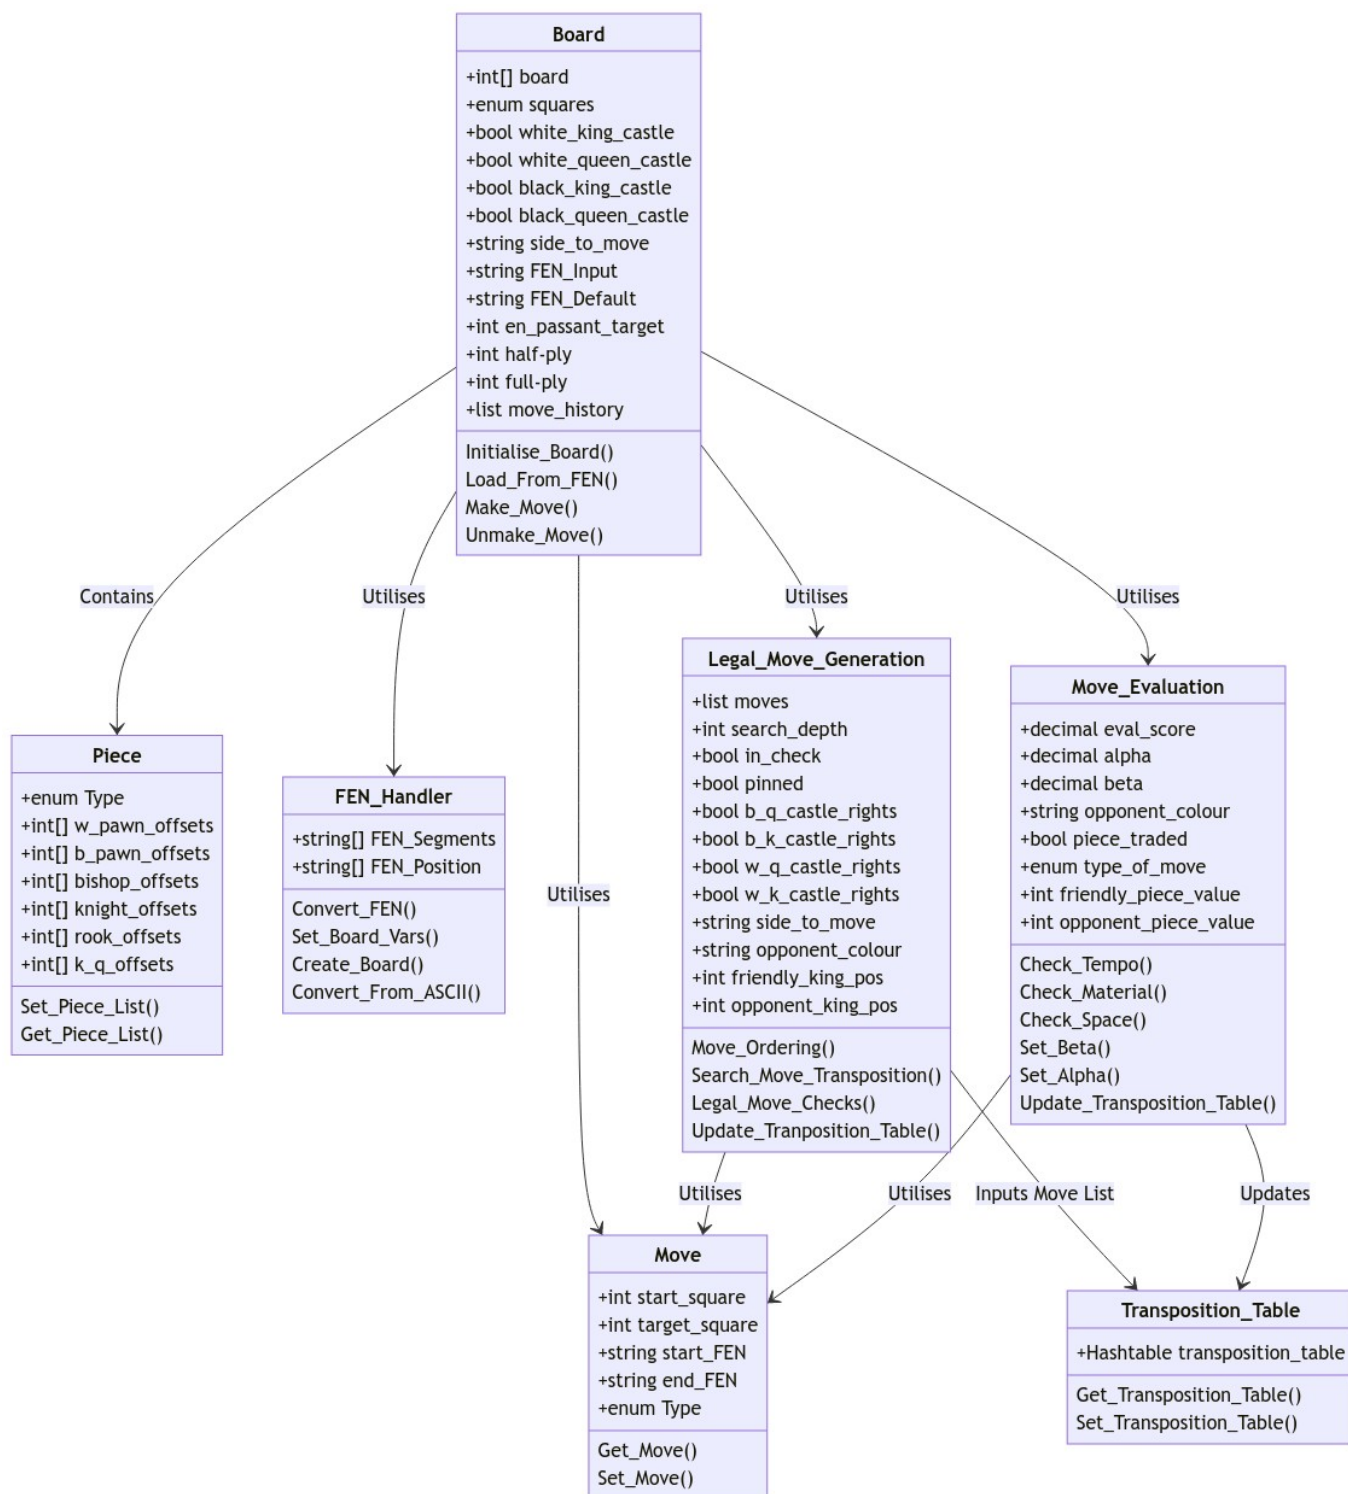 Board
+int[] board
+enum squares
+bool white_king_castle
+bool white_queen_castle
+bool black_king_castle
+bool black_queen_castle
+string side_to_move
+string FEN_Input
+string FEN_Default
+int en_passant_target
+int half-ply
+int full-ply
+list move_history
Initialise_Board()
Load_From_FEN()
Make_Move()
Unmake_Move()
Contains
Utilises
Utilises
Utilises
Utilises
Piece
+enum Type
+int[] w_pawn_offsets
+int[] b_pawn_offsets
+int[] bishop_offsets
+int[] knight_offsets
+int[] rook_offsets
+int[] k_q_offsets
Set_Piece_List()
Get_Piece_List()
FEN_Handler
+string[] FEN_Segments
+string[] FEN_Position
Convert_FEN()
Set_Board_Vars()
Create_Board()
Convert_From_ASCII()
Legal_Move_Generation
+list moves
+int search_depth
+bool in_check
+bool pinned
+bool b_q_castle_rights
+bool b_k_castle_rights
+bool w_q_castle_rights
+bool w_k_castle_rights
+string side_to_move
+string opponent_colour
+int friendly_king_pos
+int opponent_king_pos
Move_Ordering()
Search_Move_Transposition()
Legal_Move_Checks()
Update_Tranposition_Table()
Move_Evaluation
+decimal eval_score
+decimal alpha
+decimal beta
+string opponent_colour
+bool piece_traded
+enum type_of_move
+int friendly_piece_value
+int opponent_piece_value
Check_Tempo()
Check_Material()
Check_Space()
Set_Beta()
Set_Alpha()
Update_Transposition_Table()
Utilises
Utilises
Inputs Move List
Updates
Move
+int start_square
+int target_square
+string start_FEN
+string end_FEN
+enum Type
Get_Move()
Set_Move()
Transposition_Table
+Hashtable transposition_table
Get_Transposition_Table()
Set_Transposition_Table()